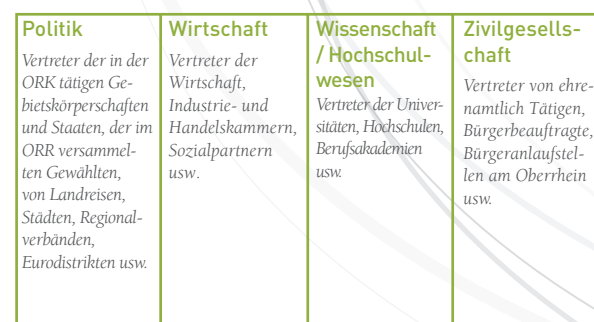 Politik
Vertreter der in der
ORK tätigen Ge-
bietskörperschaften
und Staaten, der im
ORR versammel-
ten Gewählten,
von Landreisen,
Städten, Regional-
verbänden,
Eurodistrikten usw.
Wirtschaft
Vertreter der
Wirtschaft,
Industrie- und
Handelskammern,
Sozialpartnern
usw.
Wissenschaft
/ Hochschul-
wesen
Vertreter der Univer-
sitäten, Hochschulen,
Berufsakademien
usw.
Zivilgesells-
chaft
Vertreter von ehre-
namtlich Tätigen,
Bürgerbeauftragte,
Bürgeranlaufstel-
len am Oberrhein
usw.